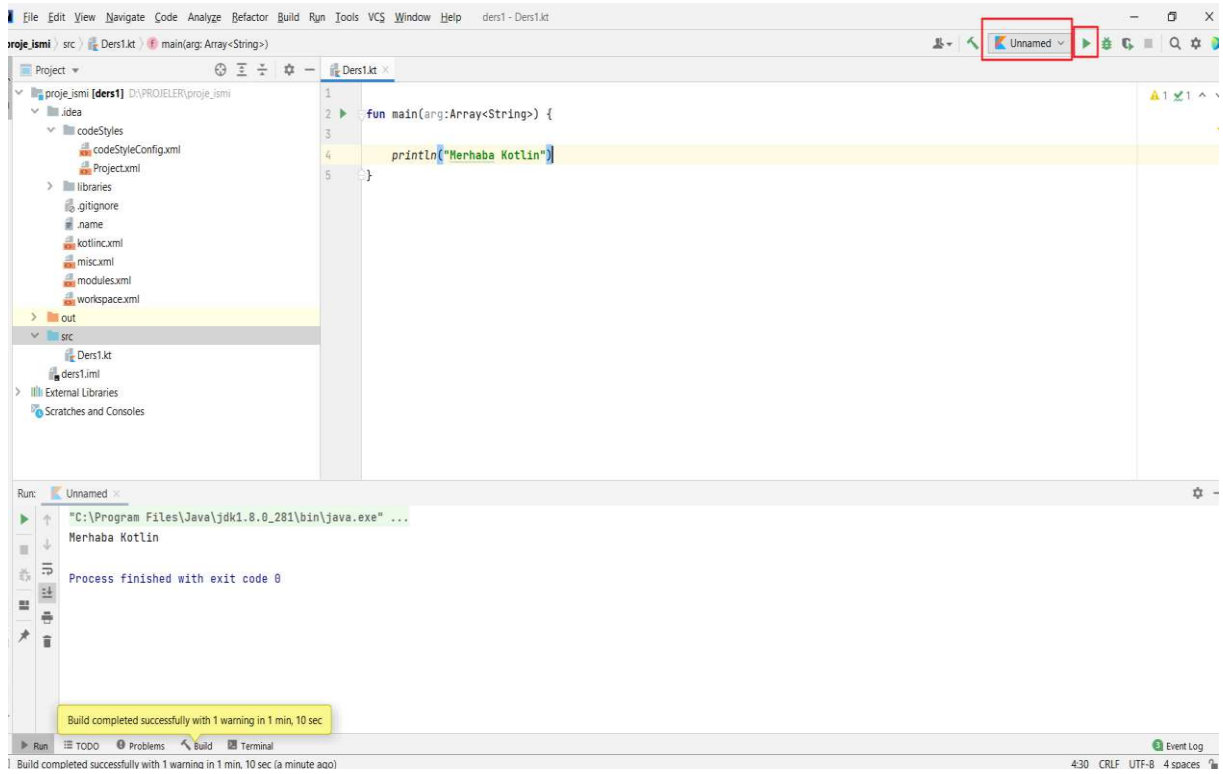 File Edit View Navigate Code Analyze Refactor Build Run Tools VCS Window Help ders1 - Ders1.kt
proje_ismi src Ders1.kt main(arg: Array<String>)
Unnamed
Project
Ders1.kt
proje_ismi [ders1] D:\PROJELER\proje_ismi
.idea
codeStyles
codeStyleConfig.xml
Project.xml
libraries
.gitignore
.name
kotlinc.xml
misc.xml
modules.xml
workspace.xml
out
src
Ders1.kt
ders1.iml
External Libraries
Scratches and Consoles
1
2 fun main(arg:Array<String>) {
3
4 println("Merhaba Kotlin")
5 }
1 1
Run: Unnamed
"C:\Program Files\Java\jdk1.8.0_281\bin\java.exe" ...
Merhaba Kotlin
Process finished with exit code 0
Build completed successfully with 1 warning in 1 min, 10 sec
Run TODO Problems Build Terminal
3 Event Log
Build completed successfully with 1 warning in 1 min, 10 sec (a minute ago)
4:30 CRLF UTF-8 4 spaces